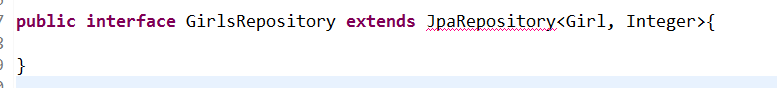 public interface GirlsRepository extends JpaRepository<Girl, Integer>{
}